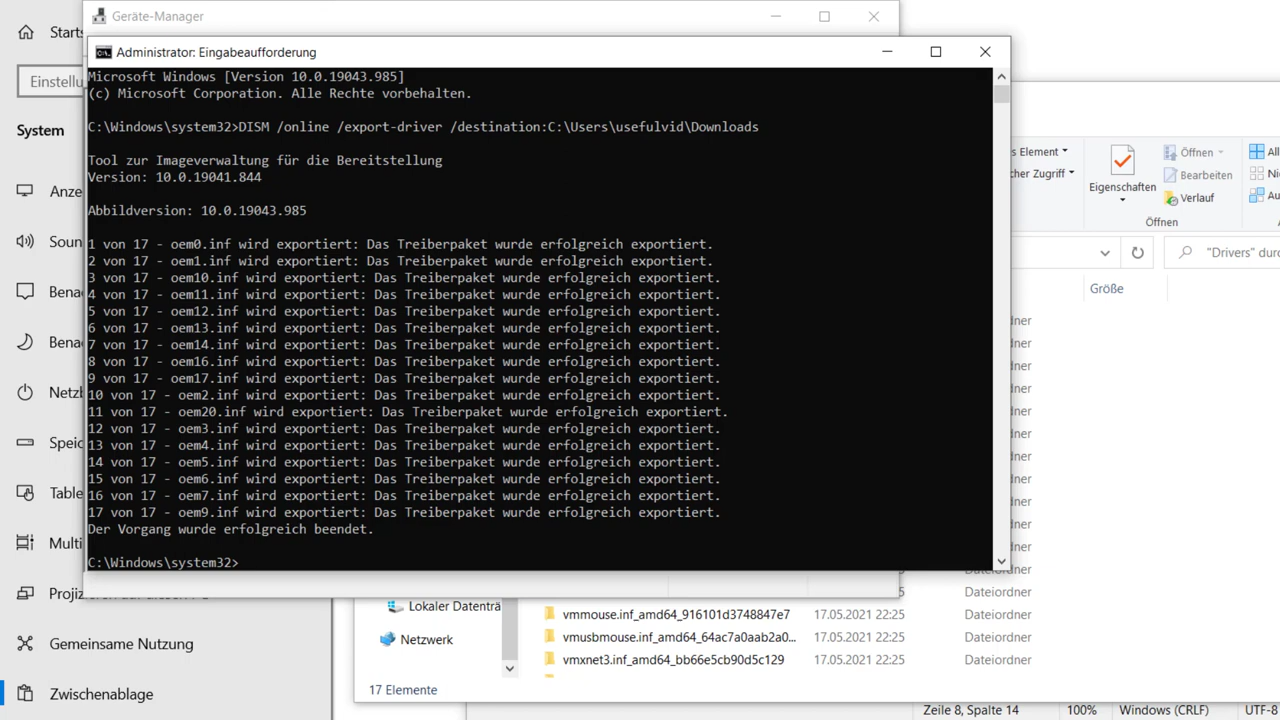 Geräte-Manager
Administrator: Eingabeaufforderung
Microsoft Windows [Version 10.0.19043.985]
(c) Microsoft Corporation. Alle Rechte vorbehalten.
C:\Windows\system32>DISM /online /export-driver /destination:C:\Users\usefulvid\Downloads
Tool zur Imageverwaltung für die Bereitstellung
Version: 10.0.19041.844
Abbildversion: 10.0.19043.985
1 von 17 - oem0.inf wird exportiert: Das Treiberpaket wurde erfolgreich exportiert.
2 von 17 - oem1.inf wird exportiert: Das Treiberpaket wurde erfolgreich exportiert.
3 von 17 - oem10.inf wird exportiert: Das Treiberpaket wurde erfolgreich exportiert.
4 von 17 - oem11.inf wird exportiert: Das Treiberpaket wurde erfolgreich exportiert.
5 von 17 - oem12.inf wird exportiert: Das Treiberpaket wurde erfolgreich exportiert.
6 von 17 - oem13.inf wird exportiert: Das Treiberpaket wurde erfolgreich exportiert.
7 von 17 - oem14.inf wird exportiert: Das Treiberpaket wurde erfolgreich exportiert.
8 von 17 - oem16.inf wird exportiert: Das Treiberpaket wurde erfolgreich exportiert.
9 von 17 - oem17.inf wird exportiert: Das Treiberpaket wurde erfolgreich exportiert.
10 von 17 - oem2.inf wird exportiert: Das Treiberpaket wurde erfolgreich exportiert.
11 von 17 - oem20.inf wird exportiert: Das Treiberpaket wurde erfolgreich exportiert.
12 von 17 - oem3.inf wird exportiert: Das Treiberpaket wurde erfolgreich exportiert.
13 von 17 - oem4.inf wird exportiert: Das Treiberpaket wurde erfolgreich exportiert.
14 von 17 - oem5.inf wird exportiert: Das Treiberpaket wurde erfolgreich exportiert.
15 von 17 - oem6.inf wird exportiert: Das Treiberpaket wurde erfolgreich exportiert.
16 von 17 - oem7.inf wird exportiert: Das Treiberpaket wurde erfolgreich exportiert.
17 von 17 - oem9.inf wird exportiert: Das Treiberpaket wurde erfolgreich exportiert.
Der Vorgang wurde erfolgreich beendet.
C:\Windows\system32>
Starts
Einstellu
System
Anze
Soun
Bena
Bena
Netzb
Speic
Table
Multi
Gemeinsame Nutzung
Zwischenablage
s Element
cher Zugriff
Eigenschaften
Öffnen
Bearbeiten
Verlauf
Öffnen
All
Ni
Au
"Drivers" durc
Größe
Dateiordner
Dateiordner
Lokaler Datenträ
Netzwerk
vmmouse.inf_amd64_916101d3748847e7 17.05.2021 22:25 Dateiordner
vmusbmouse.inf_amd64_64ac7a0aab2a0... 17.05.2021 22:25 Dateiordner
vmxnet3.inf_amd64_bb66e5cb90d5c129 17.05.2021 22:25 Dateiordner
17 Elemente
Zeile 8, Spalte 14 100% Windows (CRLF) UTF-8